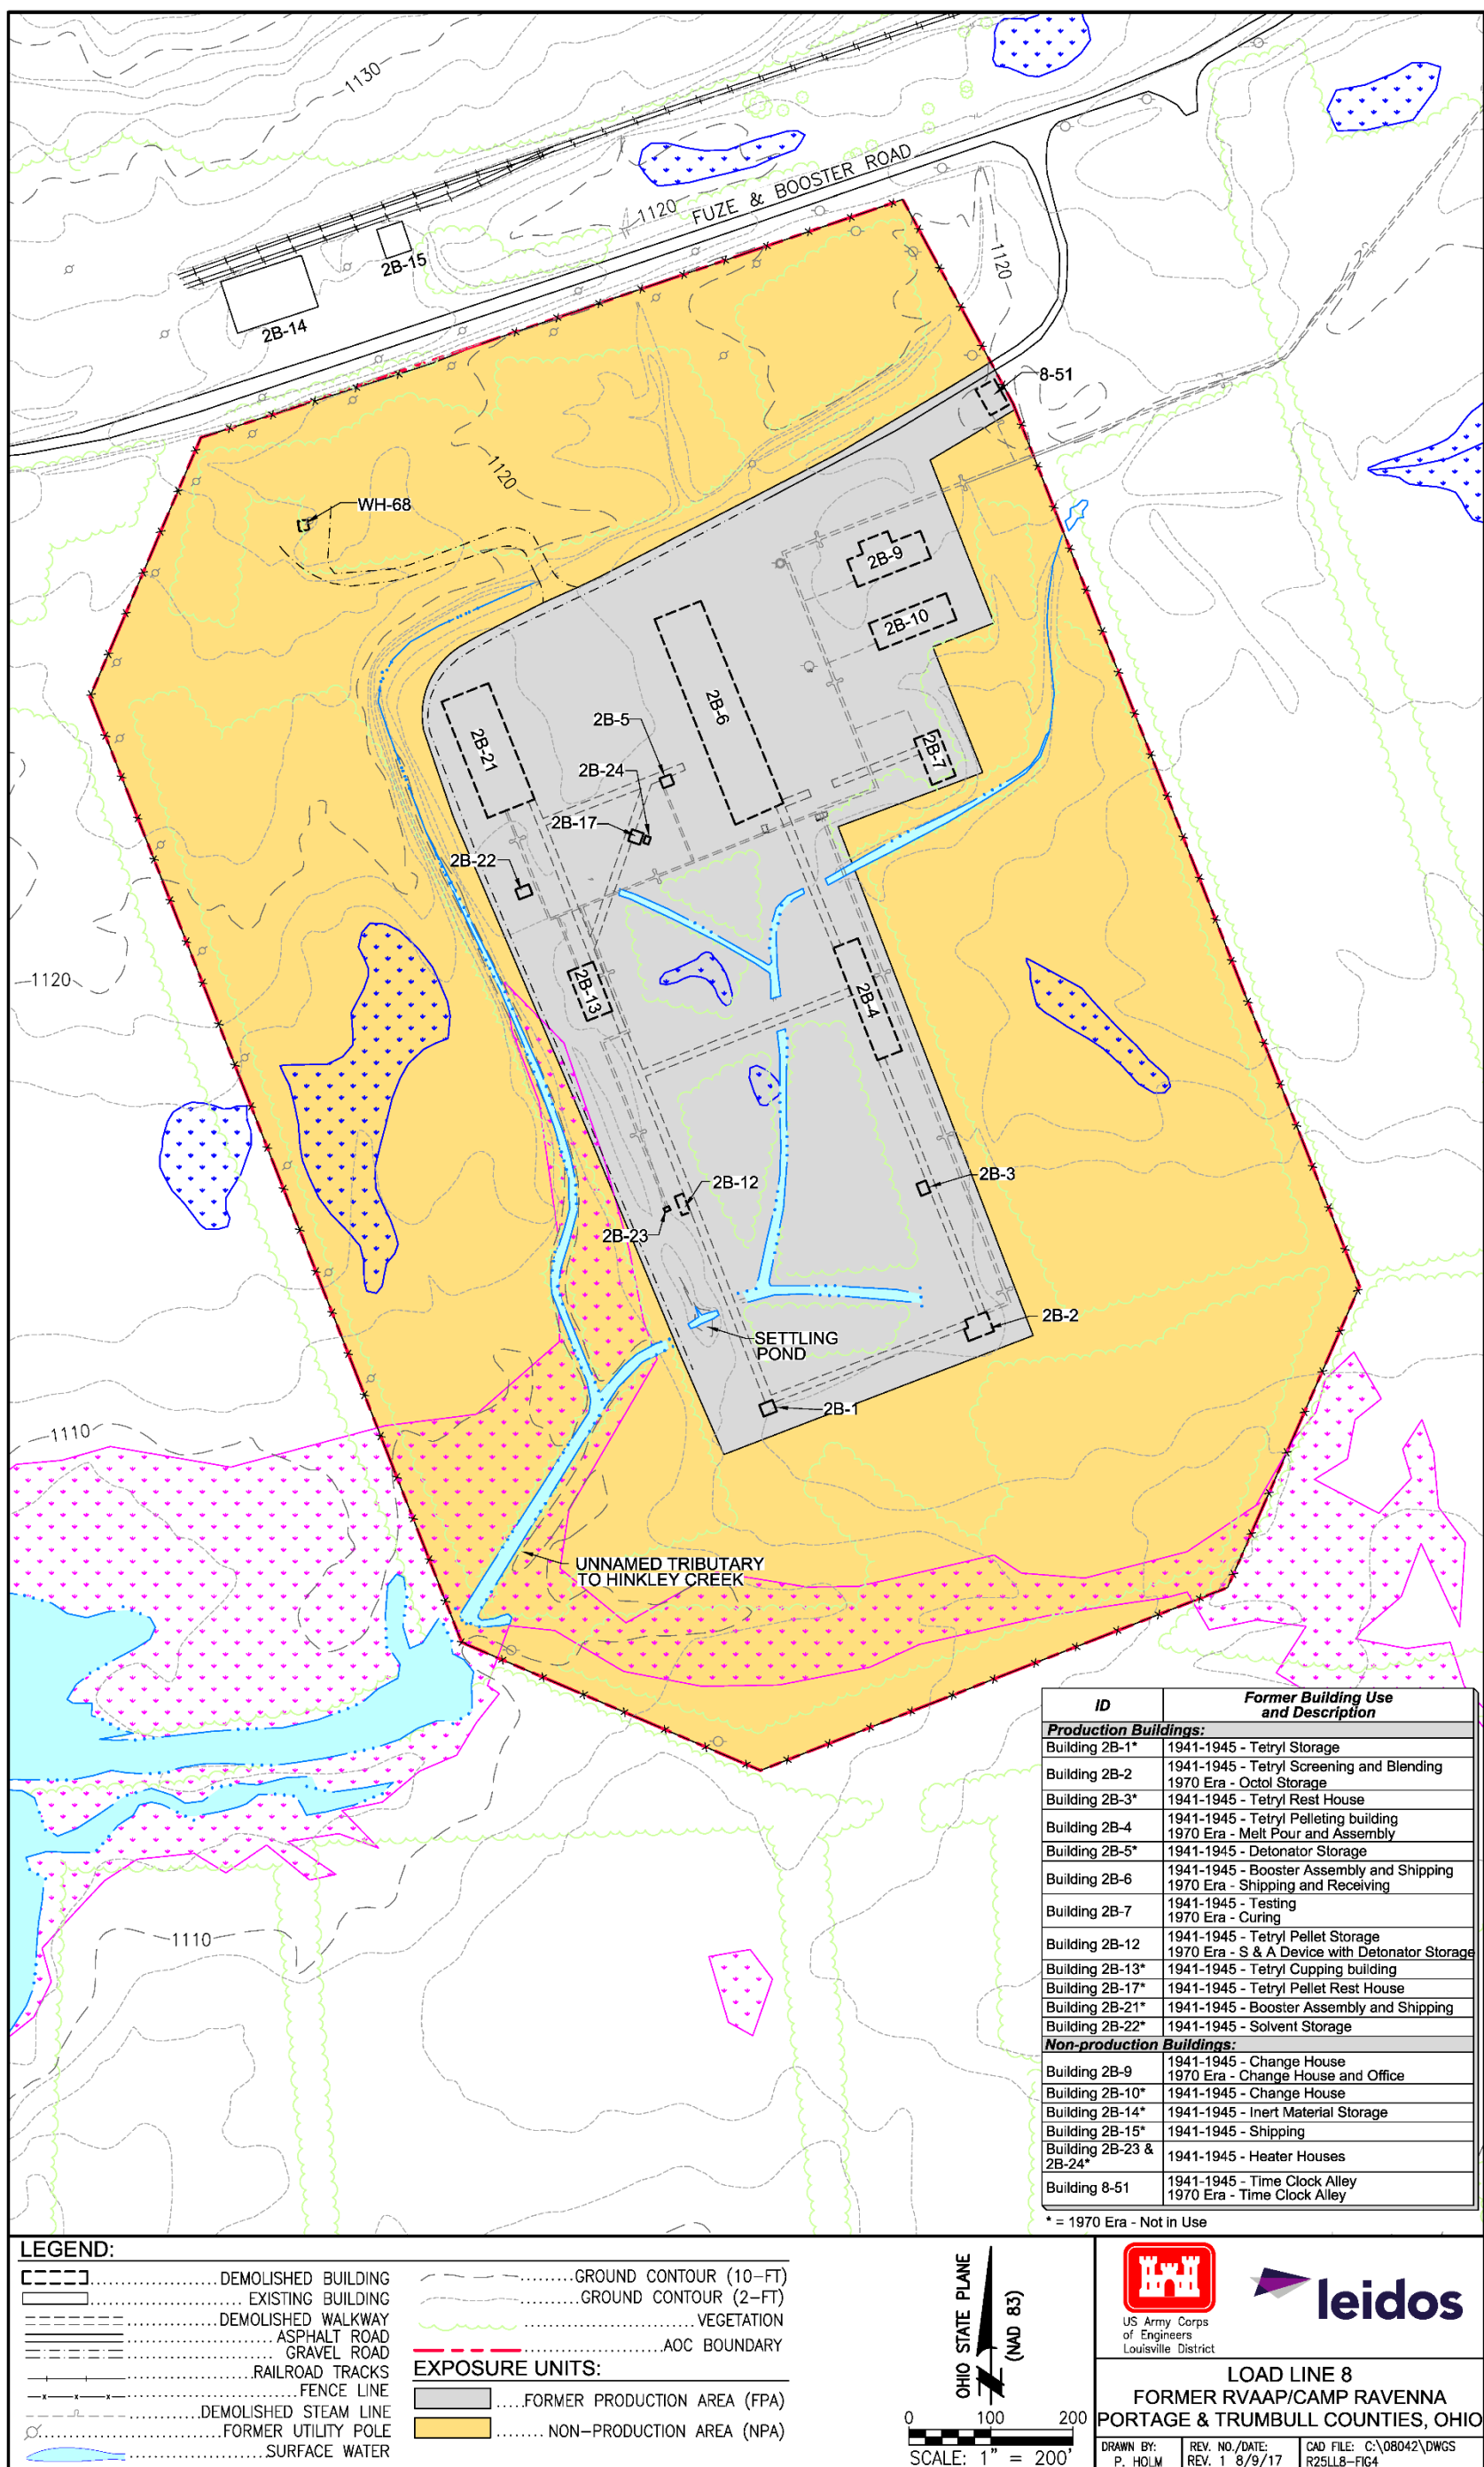 1130
FUZE & BOOSTER ROAD
1120
1120
2B-15
2B-14
8-51
1120
WH-68
2B-9
2B-10
2B-6
2B-5
2B-21
2B-7
2B-24
2B-17
2B-22
1120
2B-13
2B-4
2B-3
2B-12
2B-23
2B-2
SETTLING
POND
2B-1
1110
UNNAMED TRIBUTARY
TO HINKLEY CREEK
1110
ID
Former Building Use
and Description
Production Buildings:
Building 2B-1* 1941-1945 - Tetryl Storage
Building 2B-2 1941-1945 - Tetryl Screening and Blending
1970 Era - Octol Storage
Building 2B-3* 1941-1945 - Tetryl Rest House
Building 2B-4 1941-1945 - Tetryl Pelleting building
1970 Era - Melt Pour and Assembly
Building 2B-5* 1941-1945 - Detonator Storage
Building 2B-6 1941-1945 - Booster Assembly and Shipping
1970 Era - Shipping and Receiving
Building 2B-7 1941-1945 - Testing
1970 Era - Curing
Building 2B-12 1941-1945 - Tetryl Pellet Storage
1970 Era - S & A Device with Detonator Storage
Building 2B-13* 1941-1945 - Tetryl Cupping building
Building 2B-17* 1941-1945 - Tetryl Pellet Rest House
Building 2B-21* 1941-1945 - Booster Assembly and Shipping
Building 2B-22* 1941-1945 - Solvent Storage
Non-production Buildings:
Building 2B-9 1941-1945 - Change House
1970 Era - Change House and Office
Building 2B-10* 1941-1945 - Change House
Building 2B-14* 1941-1945 - Inert Material Storage
Building 2B-15* 1941-1945 - Shipping
Building 2B-23 &
2B-24* 1941-1945 - Heater Houses
Building 8-51 1941-1945 - Time Clock Alley
1970 Era - Time Clock Alley
* = 1970 Era - Not in Use
LEGEND:
DEMOLISHED BUILDING
EXISTING BUILDING
DEMOLISHED WALKWAY
ASPHALT ROAD
GRAVEL ROAD
RAILROAD TRACKS
FENCE LINE
DEMOLISHED STEAM LINE
FORMER UTILITY POLE
SURFACE WATER
GROUND CONTOUR (10-FT)
GROUND CONTOUR (2-FT)
VEGETATION
AOC BOUNDARY
EXPOSURE UNITS:
FORMER PRODUCTION AREA (FPA)
NON-PRODUCTION AREA (NPA)
OHIO STATE PLANE
(NAD 83)
0 100 200
SCALE: 1" = 200'
US Army Corps
of Engineers
Louisville District
leidos
LOAD LINE 8
FORMER RVAAP/CAMP RAVENNA
PORTAGE & TRUMBULL COUNTIES, OHIO
DRAWN BY:
P. HOLM
REV. NO./DATE:
REV. 1 8/9/17
CAD FILE: C:\08042\DWGS
R25LL8-FIG4